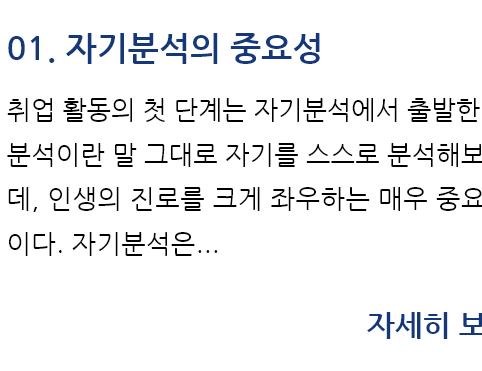 01. 자기분석의 중요성
취업 활동의 첫 단계는 자기분석에서 출발한
분석이란 말 그대로 자기를 스스로 분석해보
데, 인생의 진로를 크게 좌우하는 매우 중요
이다. 자기분석은...
자세히 보